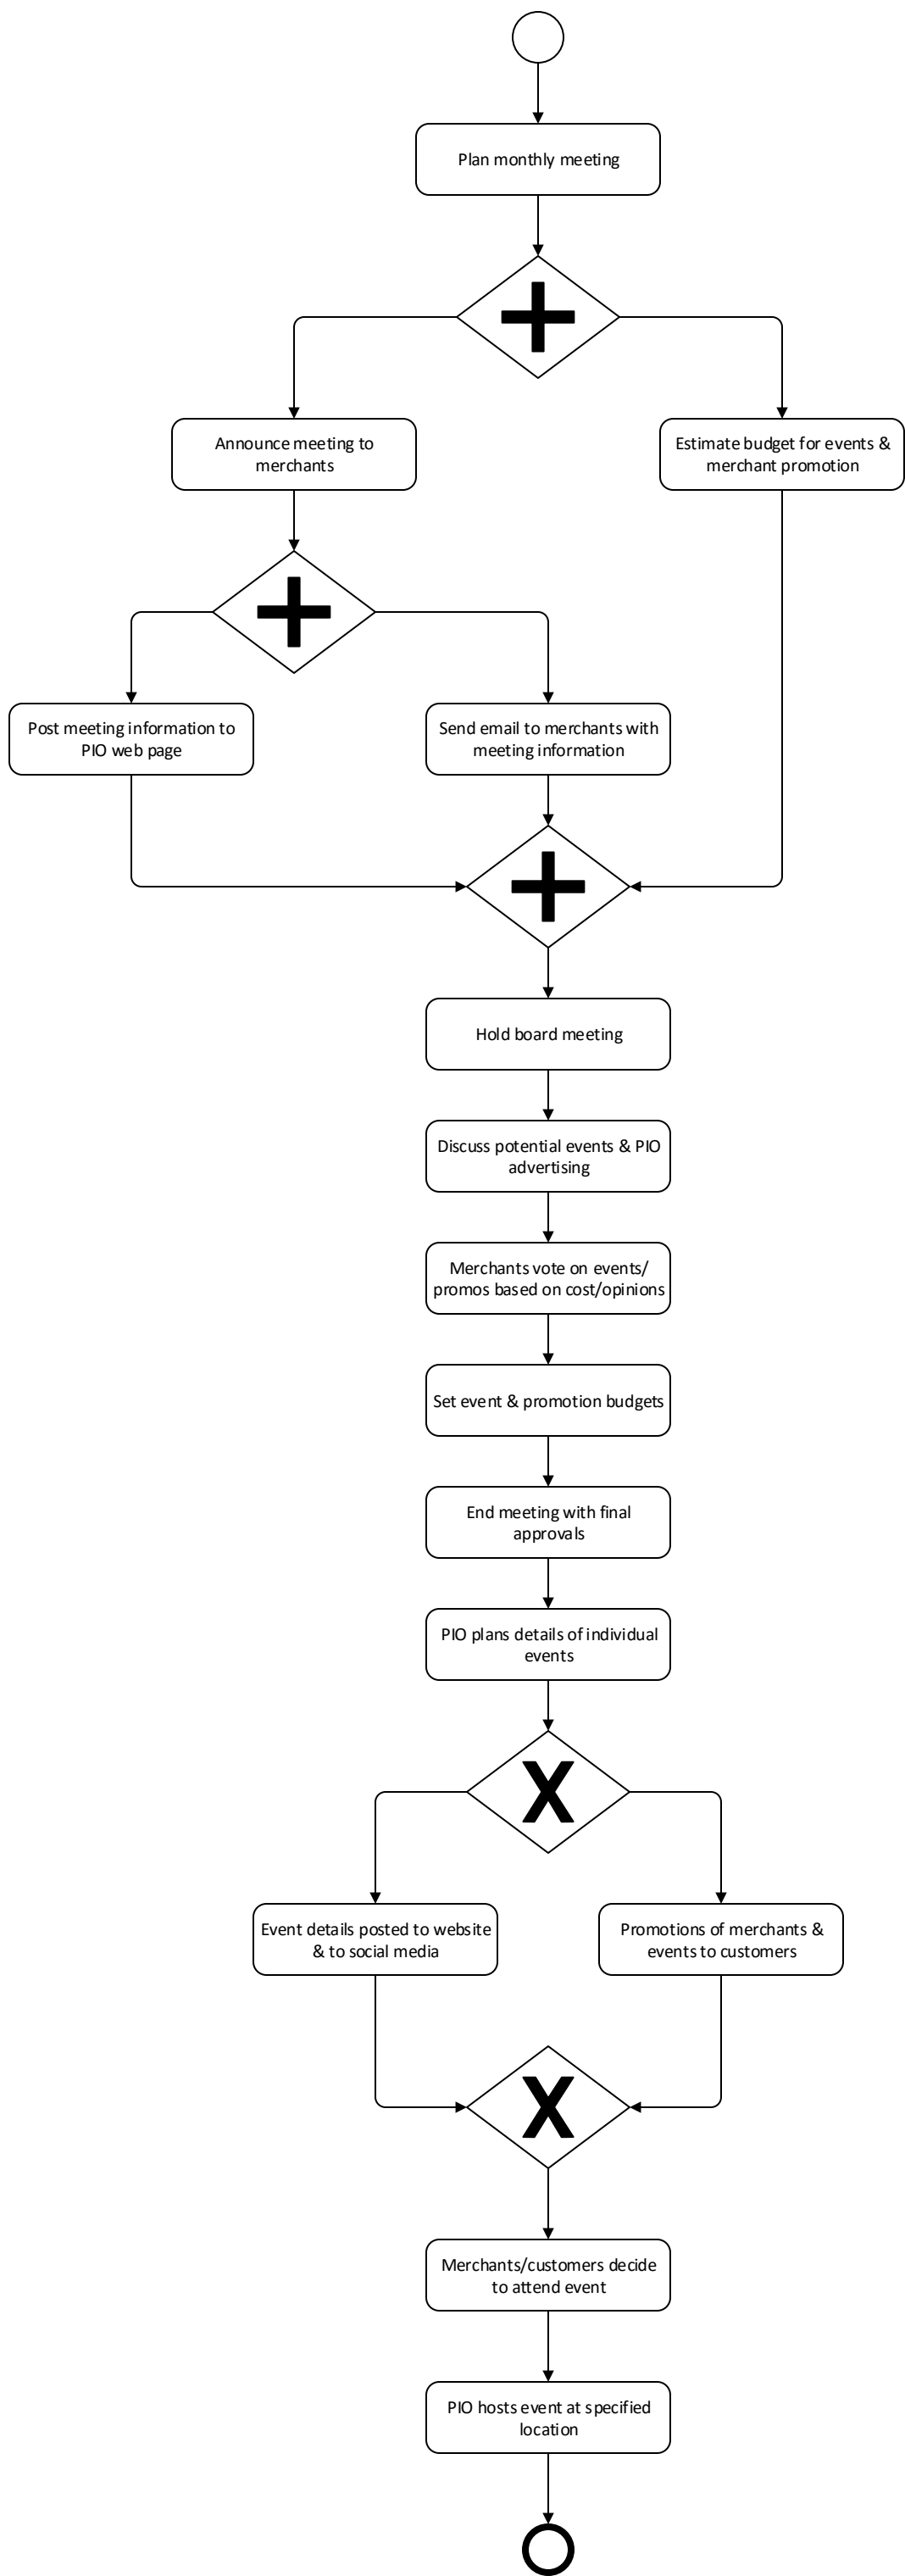 Plan monthly meeting
Announce meeting to
merchants
Estimate budget for events &
merchant promotion
Post meeting information to
PIO web page
Send email to merchants with
meeting information
Hold board meeting
Discuss potential events & PIO
advertising
Merchants vote on events/
promos based on cost/opinions
Set event & promotion budgets
End meeting with final
approvals
PIO plans details of individual
events
X
Event details posted to website
& to social media
Promotions of merchants &
events to customers
X
Merchants/customers decide
to attend event
PIO hosts event at specified
location